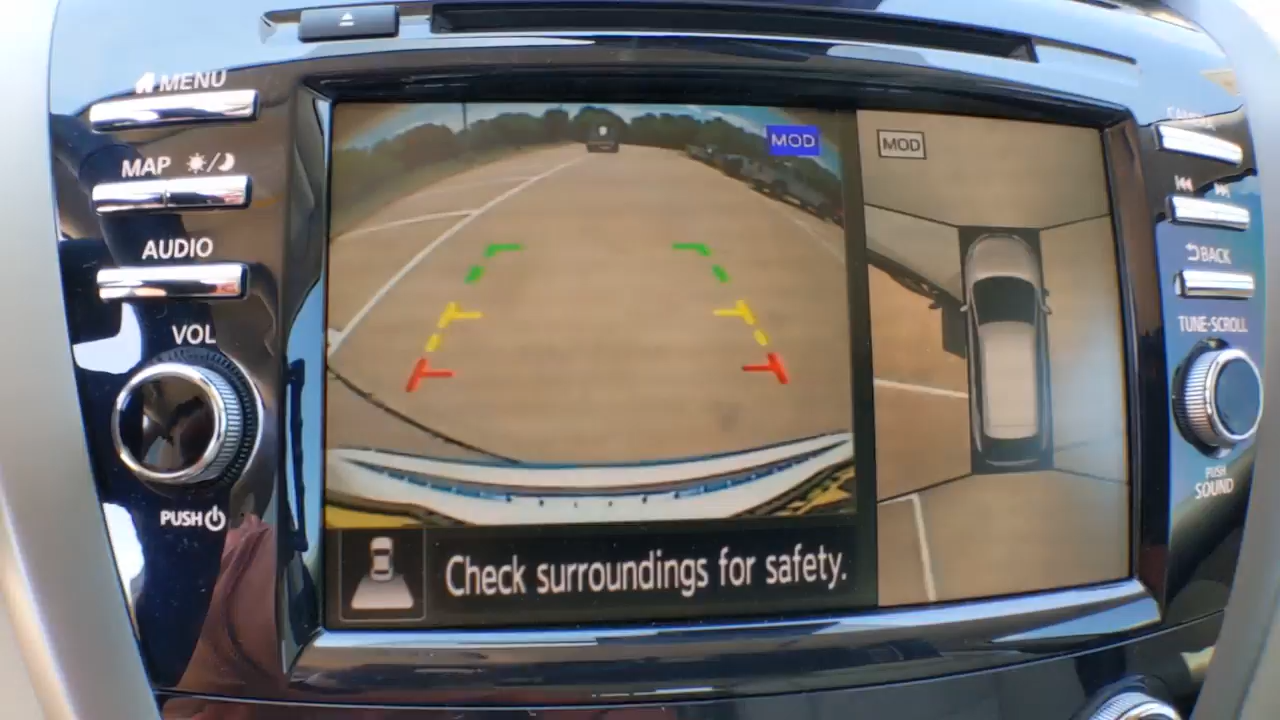 MENU
MAP
AUDIO
VOL
PUSH
MOD
MOD
Check surroundings for safety.
BACK
TUNE·SCROLL
PUSH
SOUND